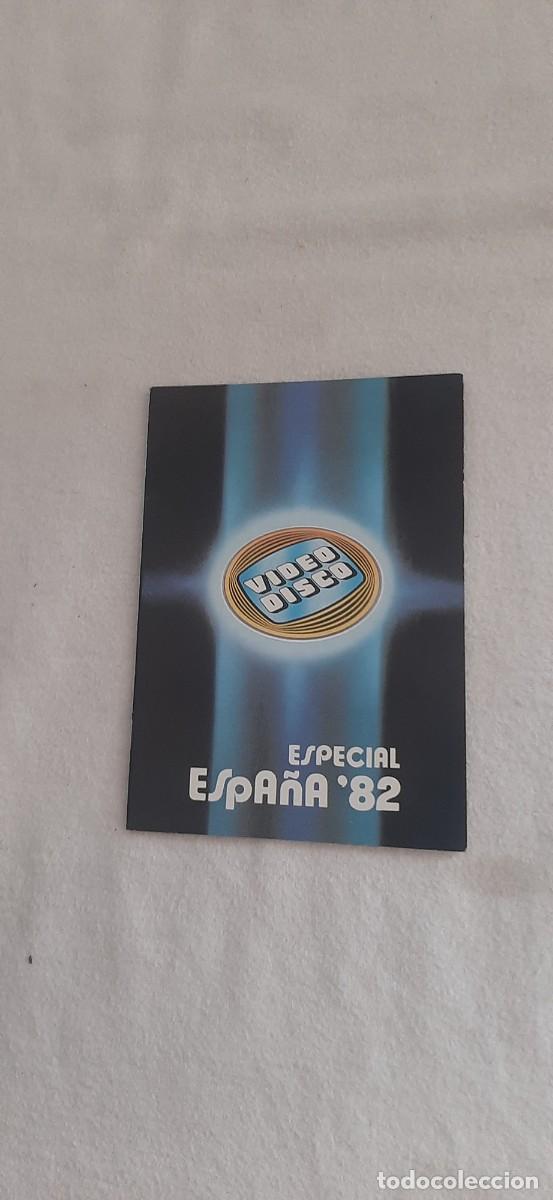 VIDEO
DISCO
ESPECIAL
ESPAÑA '82
todocoleccion